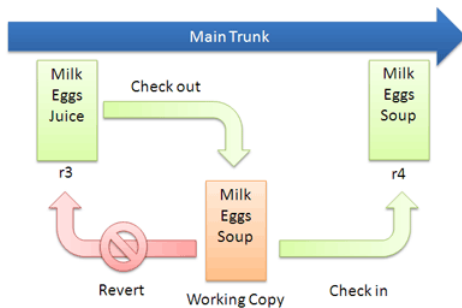 Main Trunk
Milk
Eggs
Juice
r3
Check out
Milk
Eggs
Soup
r4
Milk
Eggs
Soup
Working Copy
Revert
Check in